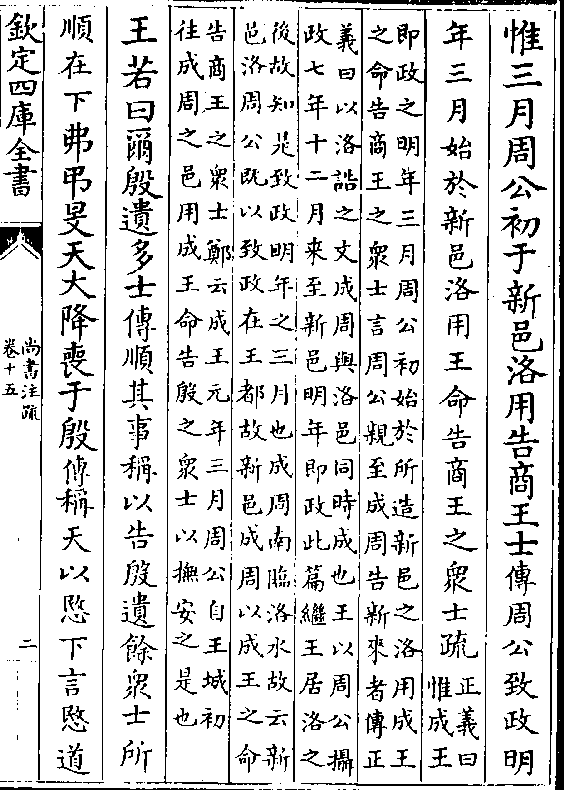 惟三月周公初于新邑洛用告商王士傳周公致政明
年三月始於新邑洛用王命告商王之衆士疏正義曰
惟成王
即政之明年三月周公初始於所造新邑之洛用成王
之命告商王之衆士言周公親至成周告新來者傳正
義曰以洛誥之文成周與洛邑同時成也王以周公攝
政七年十二月来至新邑明年即政此篇繼王居洛之
後故知是致政明年之三月也成周南臨洛水故云新
邑洛周公既以致政在王都故新邑成周以成王之命
告商王之衆士鄭云成王元年三月周公自王城初
往成周之邑用成王命告殷之衆士以撫安之是也
王若曰爾殷遺多士傳順其事稱以告殷遺餘衆士所
順在下弗弔旻天大降喪于殷傳稱天以愍下言愍道
欽定四庫全書
尚書注疏
卷十五
二